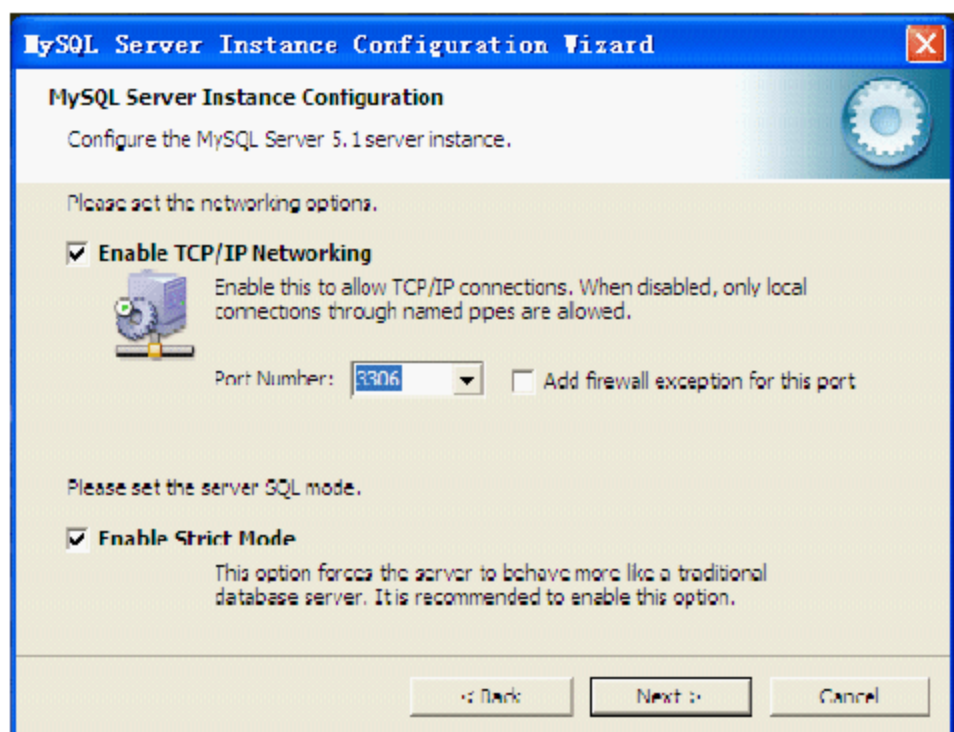 MySQL Server Instance Configuration Wizard
MySQL Server Instance Configuration
Configure the MySQL Server 5.1 server instance.
Please set the networking options.
Enable TCP/IP Networking
Enable this to allow TCP/IP connections. When disabled, only local
connections through named pipes are allowed.
Port Number: 3306 Add firewall exception for this port
Please set the server SQL mode.
Enable Strict Mode
This option forces the server to behave more like a traditional
database server. It is recommended to enable this option.
< Back Next > Cancel